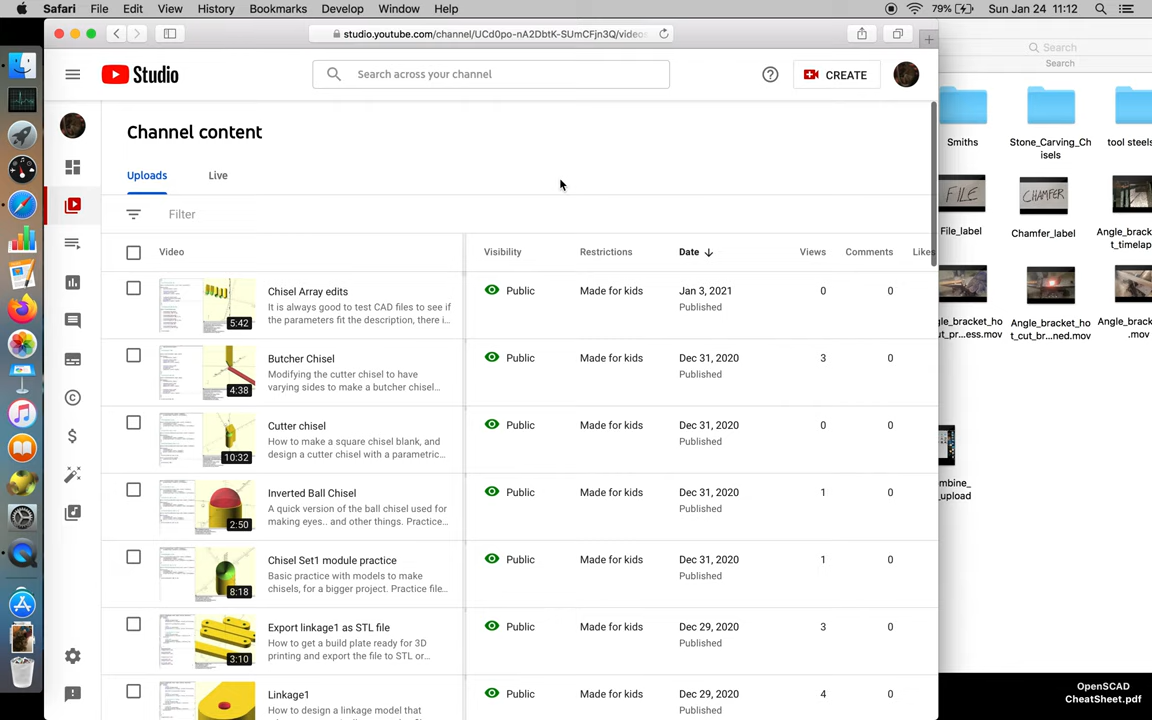 Safari File Edit View History Bookmarks Develop Window Help 79% Sun Jan 24 11:12
studio.youtube.com/channel/UCd0po-nA2DbtK-SUmCFjn3Q/videos
Search
Search
Studio
Search across your channel
CREATE
Channel content
Uploads Live
Filter
Video Visibility Restrictions Date Views Comments Likes
Chisel Array edits Public Made for kids Jan 3, 2021 0 0
It is always good to test CAD files to see if Published
the parameters fit the description, there i...
5:42
Butcher Chisel Public Made for kids Dec 31, 2020 3 0
Modifying the cutter chisel to have Published
varying sides to make a butcher chisel...
4:38
Cutter chisel Public Made for kids Dec 31, 2020 0 0
How to make a square chisel blank, and Published
design a cutter chisel with a parametric...
10:32
Inverted Ball Chisel Public Made for kids Dec 31, 2020 1 0
A quick version of the ball chisel used for Published
making eyes.. and other things. Practice...
2:50
Chisel Set1 module practice Public Made for kids Dec 31, 2020 1 0
Basic practice with models to make Published
chisels, for a bigger project. Practice file...
8:18
Export linkage1 as STL file Public Made for kids Dec 29, 2020 3 0
How to get a build plate ready for 3D Published
printing and export the file to STL or...
3:10
Linkage1 Public Made for kids Dec 29, 2020 4 0
How to design a linkage model that Published
Smiths Stone_Carving_Ch tool steels
isels
FILE CHAMFER
File_label Chamfer_label Angle_bracket
t_timelap
ngle_bracket_ho Angle_bracket_ho Angle_bracket
t_cut_pr...ess.mov t_cut_br...ned.mov .mov
mbine_
_upload
OpenSCAD
CheatSheet.pdf